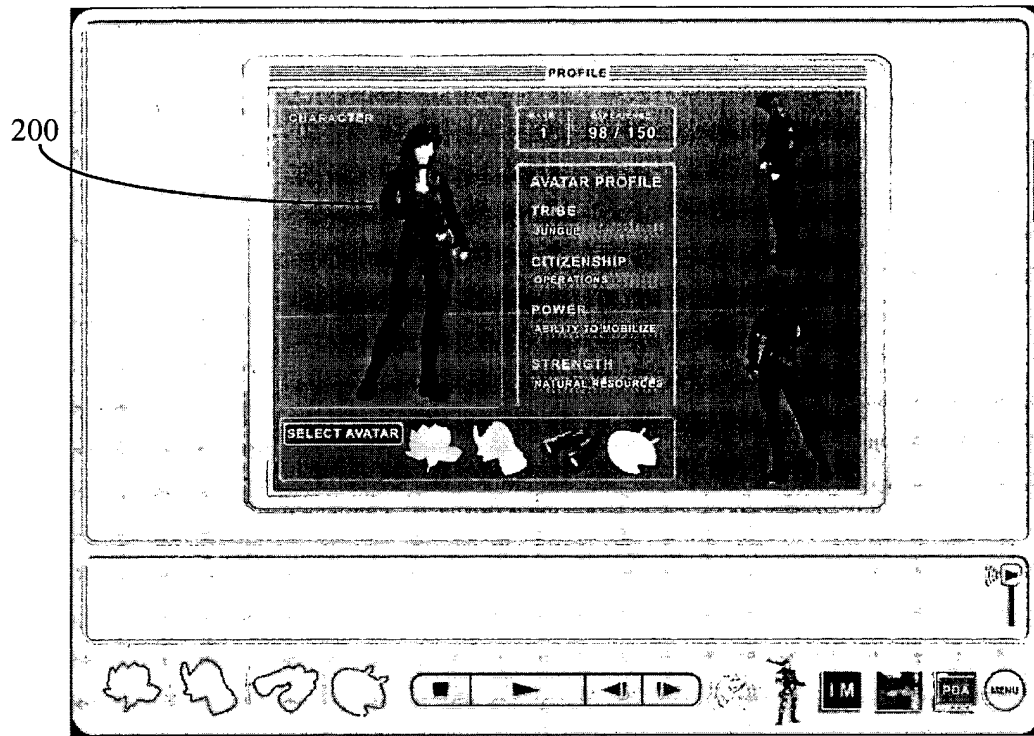 PROFILE
200
CHARACTER
1
98 / 150
AVATAR PROFILE
TRIBE
JUNGLE
CITIZENSHIP
OPERATIONS
POWER
ABILITY TO MOBILIZE
STRENGTH
NATURAL RESOURCES
SELECT AVATAR
IM
PDA
MENU